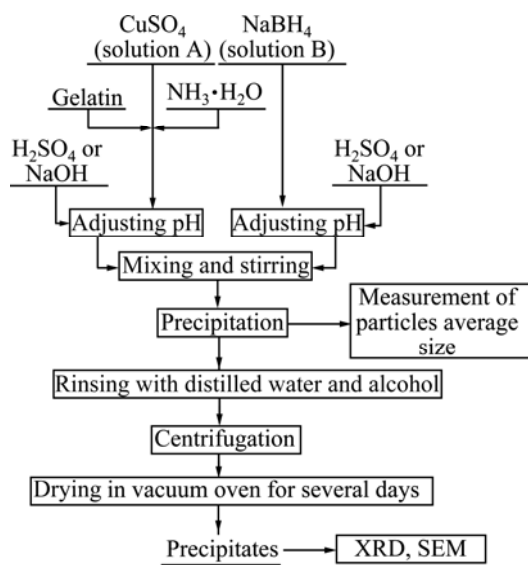 CuSO₄
(solution A)
NaBH₄
(solution B)
Gelatin
NH₃•H₂O
H₂SO₄ or
NaOH
H₂SO₄ or
NaOH
Adjusting pH
Adjusting pH
Mixing and stirring
Precipitation
Measurement of
particles average
size
Rinsing with distilled water and alcohol
Centrifugation
Drying in vacuum oven for several days
Precipitates
XRD, SEM